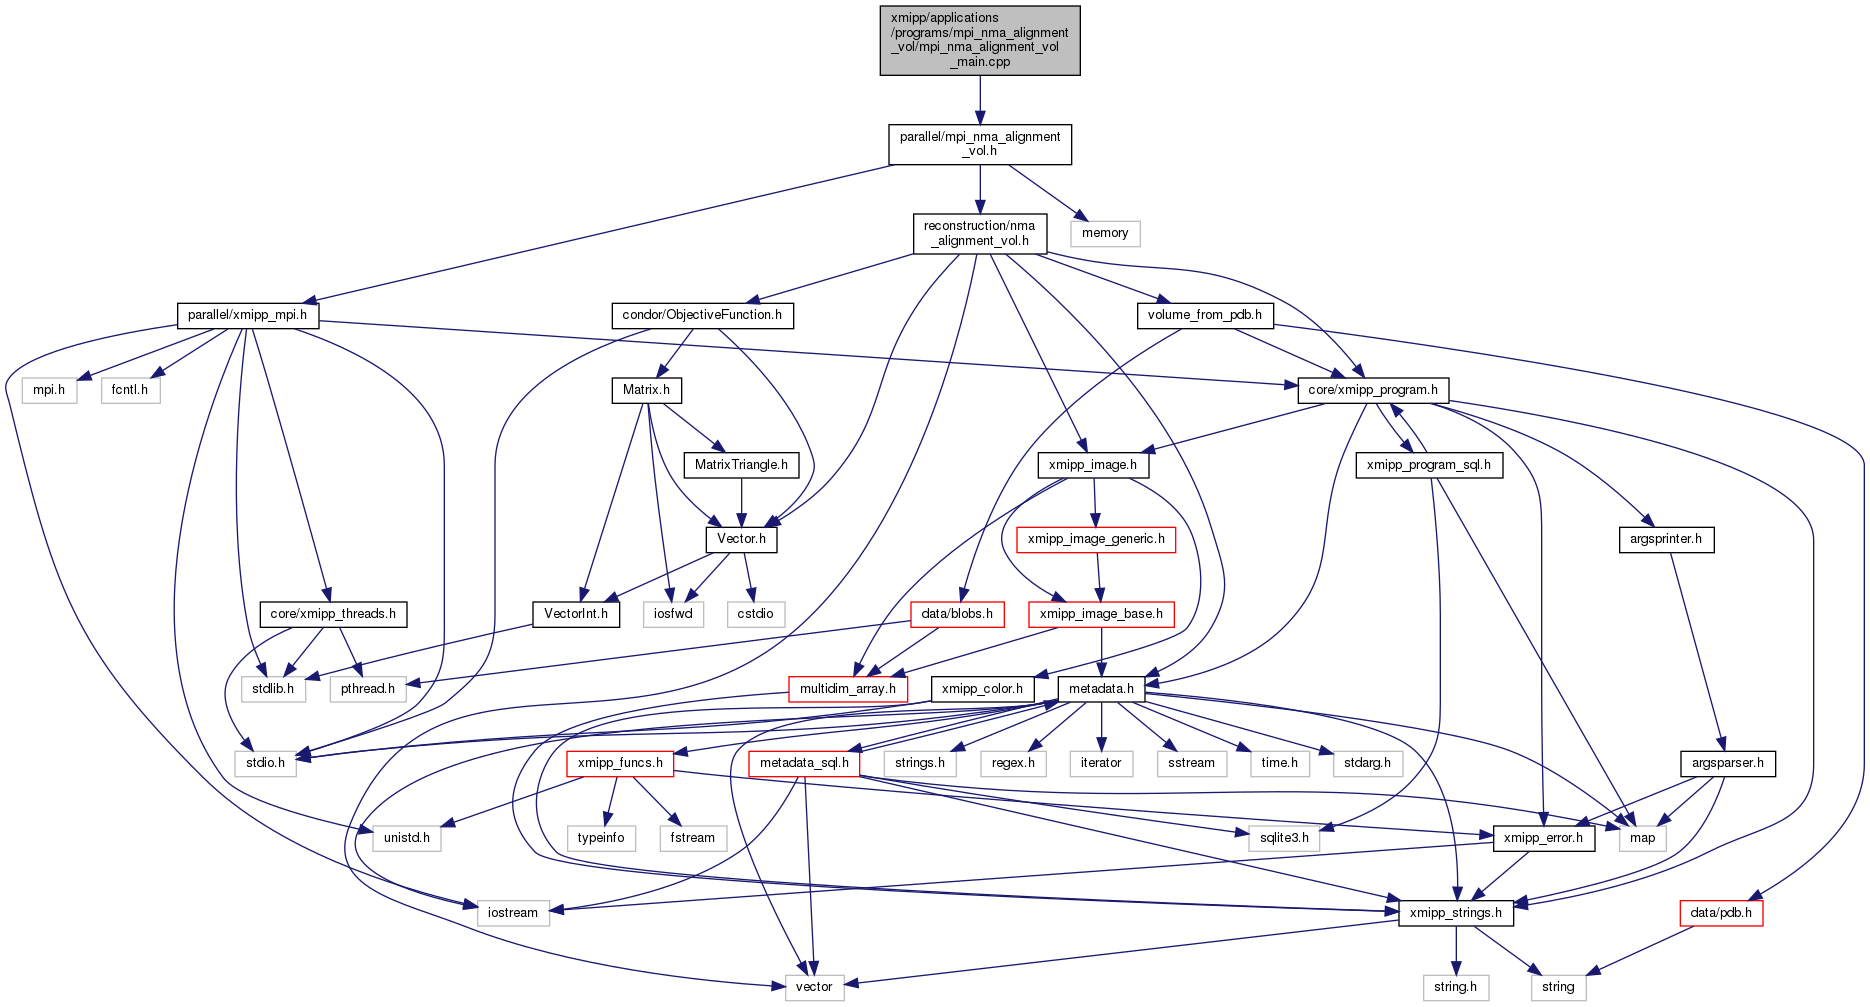 xmipp/applications
/programs/mpi_nma_alignment
_vol/mpi_nma_alignment_vol
_main.cpp
parallel/mpi_nma_alignment
_vol.h
reconstruction/nma
_alignment_vol.h
memory
parallel/xmipp_mpi.h
condor/ObjectiveFunction.h
volume_from_pdb.h
mpi.h
fcntl.h
Matrix.h
core/xmipp_program.h
MatrixTriangle.h
xmipp_image.h
xmipp_program_sql.h
Vector.h
xmipp_image_generic.h
argsprinter.h
core/xmipp_threads.h
VectorInt.h
iosfwd
cstdio
data/blobs.h
xmipp_image_base.h
stdlib.h
pthread.h
multidim_array.h
xmipp_color.h
metadata.h
stdio.h
xmipp_funcs.h
metadata_sql.h
strings.h
regex.h
iterator
sstream
time.h
stdarg.h
argsparser.h
unistd.h
typeinfo
fstream
sqlite3.h
xmipp_error.h
map
iostream
xmipp_strings.h
data/pdb.h
vector
string.h
string